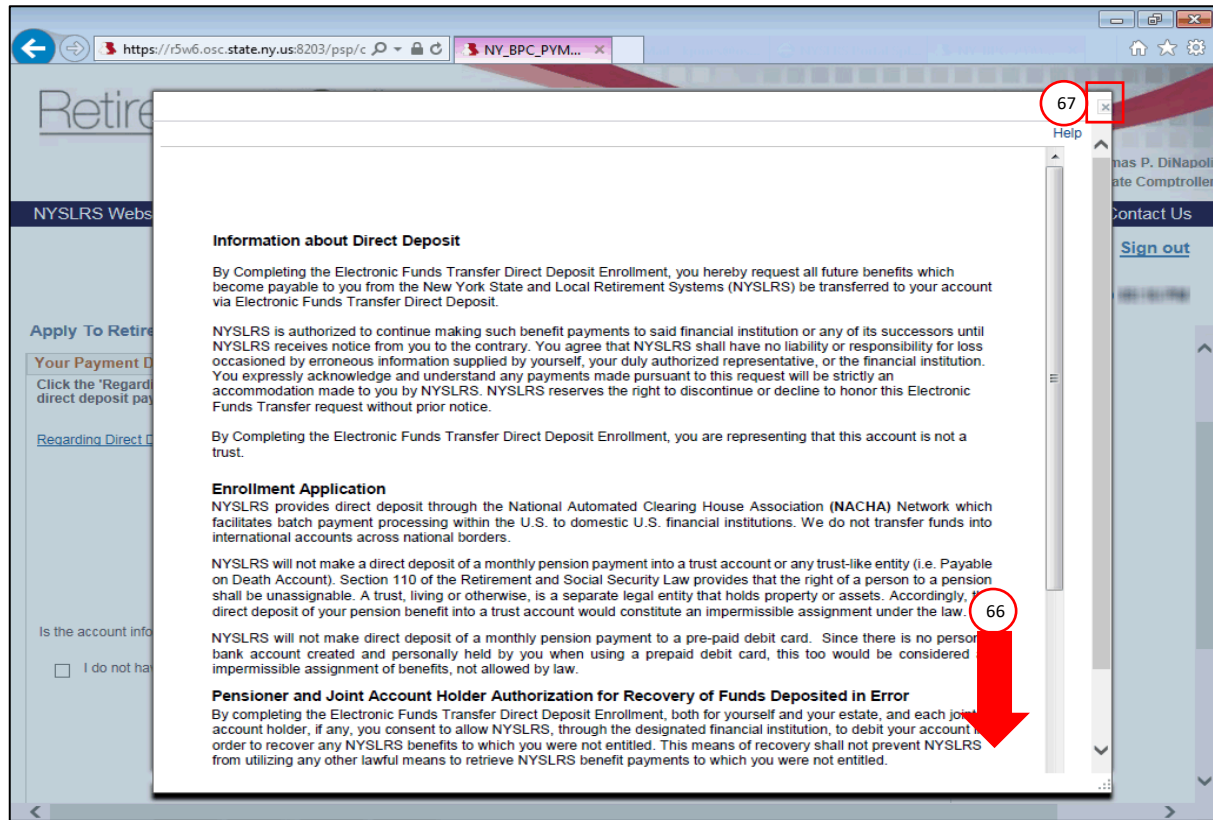 https://r5w6.osc.state.ny.us:8203/psp/c
NY_BPC_PYM...
Retire
67
Help
mas P. DiNapoli
ate Comptroller
NYSLRS Webs
Contact Us
Sign out
Information about Direct Deposit
By Completing the Electronic Funds Transfer Direct Deposit Enrollment, you hereby request all future benefits which
become payable to you from the New York State and Local Retirement Systems (NYSLRS) be transferred to your account
via Electronic Funds Transfer Direct Deposit.
Apply To Retire
NYSLRS is authorized to continue making such benefit payments to said financial institution or any of its successors until
NYSLRS receives notice from you to the contrary. You agree that NYSLRS shall have no liability or responsibility for loss
occasioned by erroneous information supplied by yourself, your duly authorized representative, or the financial institution.
You expressly acknowledge and understand any payments made pursuant to this request will be strictly an
accommodation made to you by NYSLRS. NYSLRS reserves the right to discontinue or decline to honor this Electronic
Funds Transfer request without prior notice.
Your Payment D
Click the 'Regardi
direct deposit pay
Regarding Direct D
By Completing the Electronic Funds Transfer Direct Deposit Enrollment, you are representing that this account is not a
trust.
Enrollment Application
NYSLRS provides direct deposit through the National Automated Clearing House Association (NACHA) Network which
facilitates batch payment processing within the U.S. to domestic U.S. financial institutions. We do not transfer funds into
international accounts across national borders.
NYSLRS will not make a direct deposit of a monthly pension payment into a trust account or any trust-like entity (i.e. Payable
on Death Account). Section 110 of the Retirement and Social Security Law provides that the right of a person to a pension
shall be unassignable. A trust, living or otherwise, is a separate legal entity that holds property or assets. Accordingly, th
direct deposit of your pension benefit into a trust account would constitute an impermissible assignment under the law.
66
Is the account info
I do not hav
NYSLRS will not make direct deposit of a monthly pension payment to a pre-paid debit card. Since there is no person
bank account created and personally held by you when using a prepaid debit card, this too would be considered a
impermissible assignment of benefits, not allowed by law.
Pensioner and Joint Account Holder Authorization for Recovery of Funds Deposited in Error
By completing the Electronic Funds Transfer Direct Deposit Enrollment, both for yourself and your estate, and each joint
account holder, if any, you consent to allow NYSLRS, through the designated financial institution, to debit your account i
order to recover any NYSLRS benefits to which you were not entitled. This means of recovery shall not prevent NYSLRS
from utilizing any other lawful means to retrieve NYSLRS benefit payments to which you were not entitled.